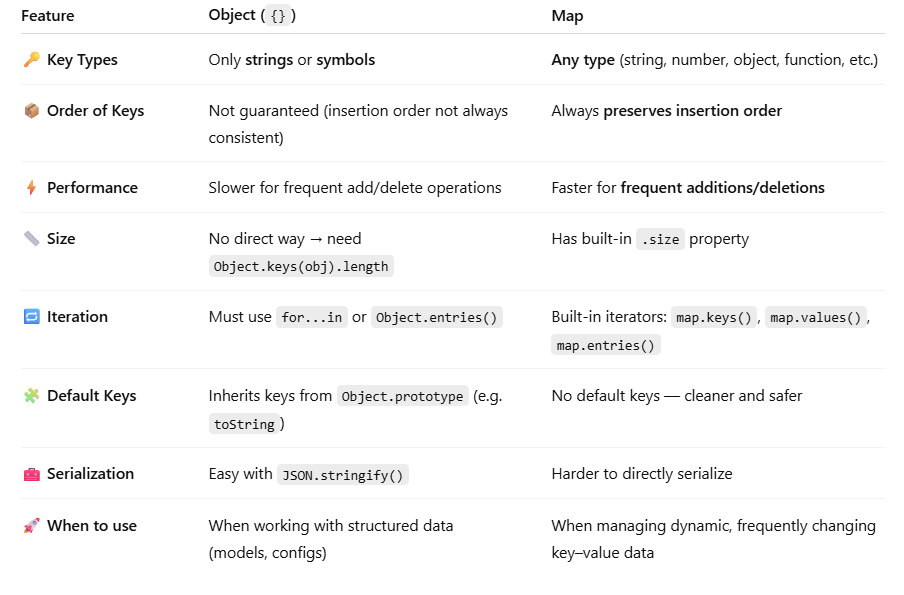 Feature Object ({}) Map
🔑 Key Types Only strings or symbols Any type (string, number, object, function, etc.)
📦 Order of Keys Not guaranteed (insertion order not always consistent) Always preserves insertion order
⚡ Performance Slower for frequent add/delete operations Faster for frequent additions/deletions
📏 Size No direct way → need Object.keys(obj).length Has built-in .size property
🔁 Iteration Must use for...in or Object.entries() Built-in iterators: map.keys(), map.values(), map.entries()
🧩 Default Keys Inherits keys from Object.prototype (e.g. toString) No default keys — cleaner and safer
🧰 Serialization Easy with JSON.stringify() Harder to directly serialize
🚀 When to use When working with structured data (models, configs) When managing dynamic, frequently changing key–value data